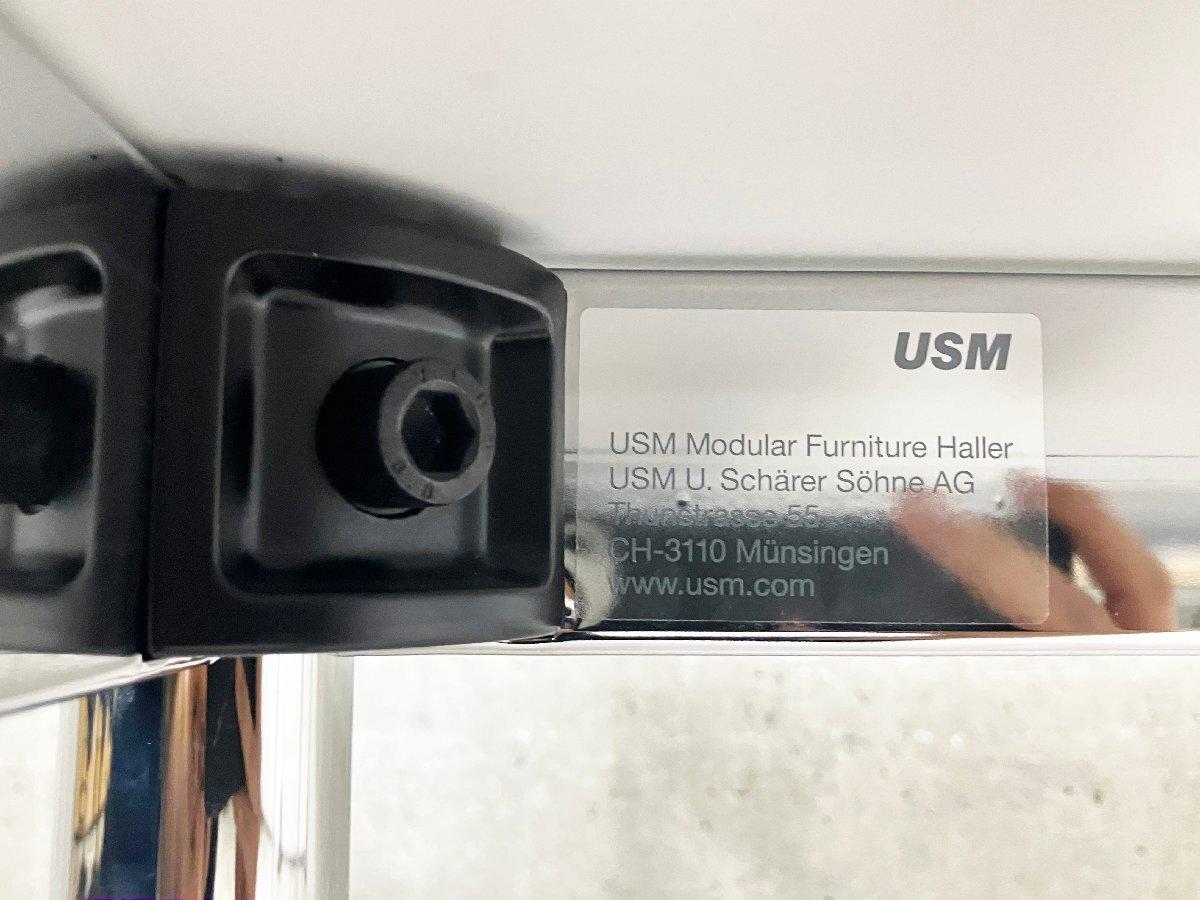 USM
USM Modular Furniture Haller
USM U. Schärer Söhne AG
Thunstrasse 55
CH-3110 Münsingen
www.usm.com